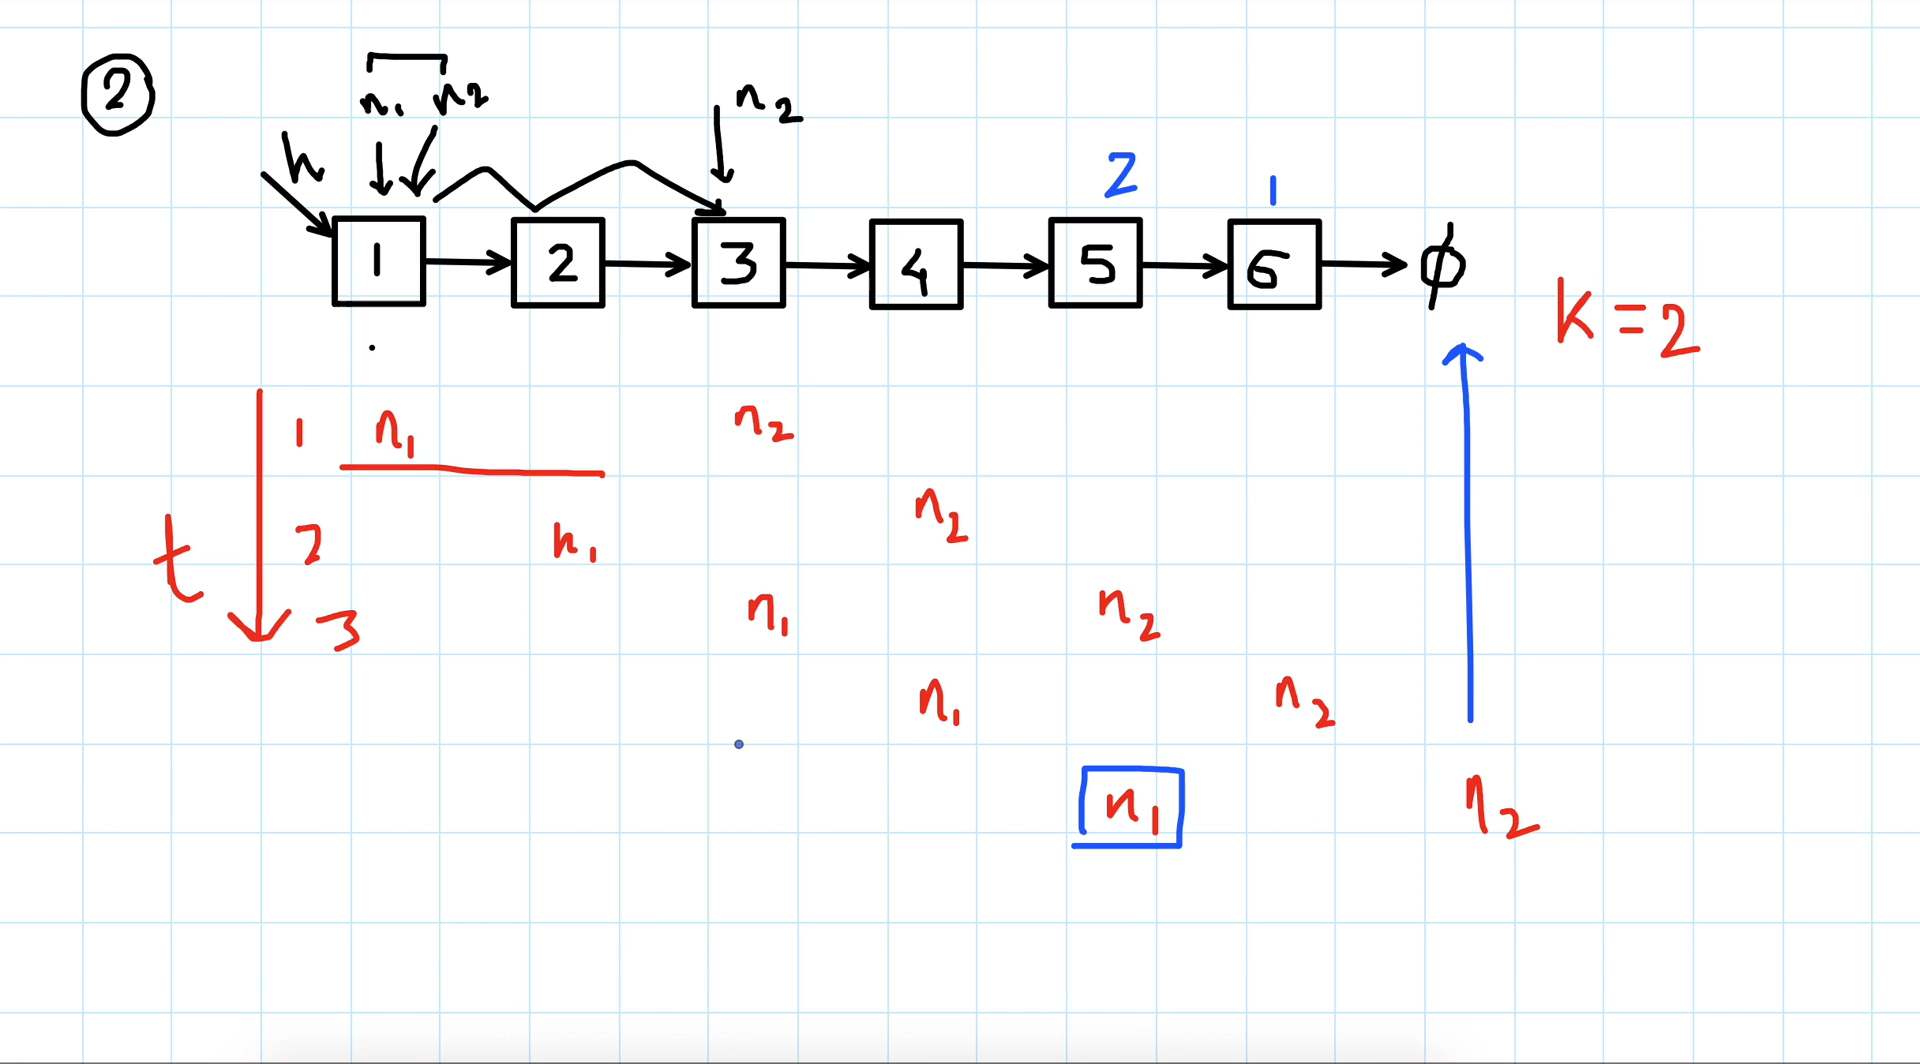 ②
n₁ n₂
n₂
h
2 1
1 2 3 4 5 6 ∅
K = 2
1 n₁ n₂
n₂
t 2 n₁
3 n₁ n₂
n₁ n₂
n₁ n₂